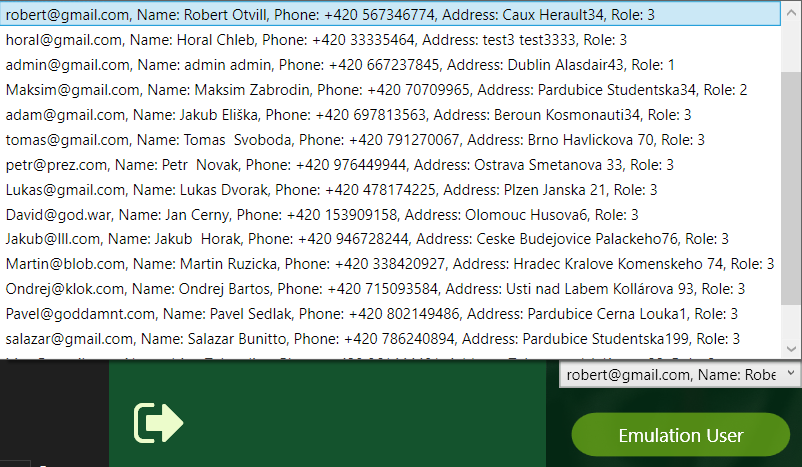 robert@gmail.com, Name: Robert Otvill, Phone: +420 567346774, Address: Caux Herault34, Role: 3
horal@gmail.com, Name: Horal Chleb, Phone: +420 33335464, Address: test3 test3333, Role: 3
admin@gmail.com, Name: admin admin, Phone: +420 667237845, Address: Dublin Alasdair43, Role: 1
Maksim@gmail.com, Name: Maksim Zabrodin, Phone: +420 70709965, Address: Pardubice Studentska34, Role: 2
adam@gmail.com, Name: Jakub Eliška, Phone: +420 697813563, Address: Beroun Kosmonauti34, Role: 3
tomas@gmail.com, Name: Tomas  Svoboda, Phone: +420 791270067, Address: Brno Havlickova 70, Role: 3
petr@prez.com, Name: Petr  Novak, Phone: +420 976449944, Address: Ostrava Smetanova 33, Role: 3
Lukas@gmail.com, Name: Lukas Dvorak, Phone: +420 478174225, Address: Plzen Janska 21, Role: 3
David@god.war, Name: Jan Cerny, Phone: +420 153909158, Address: Olomouc Husova6, Role: 3
Jakub@lll.com, Name: Jakub  Horak, Phone: +420 946728244, Address: Ceske Budejovice Palackeho76, Role: 3
Martin@blob.com, Name: Martin Ruzicka, Phone: +420 338420927, Address: Hradec Kralove Komenskeho 74, Role: 3
Ondrej@klok.com, Name: Ondrej Bartos, Phone: +420 715093584, Address: Usti nad Labem Kollárova 93, Role: 3
Pavel@goddamnt.com, Name: Pavel Sedlak, Phone: +420 802149486, Address: Pardubice Cerna Louka1, Role: 3
salazar@gmail.com, Name: Salazar Bunitto, Phone: +420 786240894, Address: Pardubice Studentska199, Role: 3
robert@gmail.com, Name: Robe
Emulation User